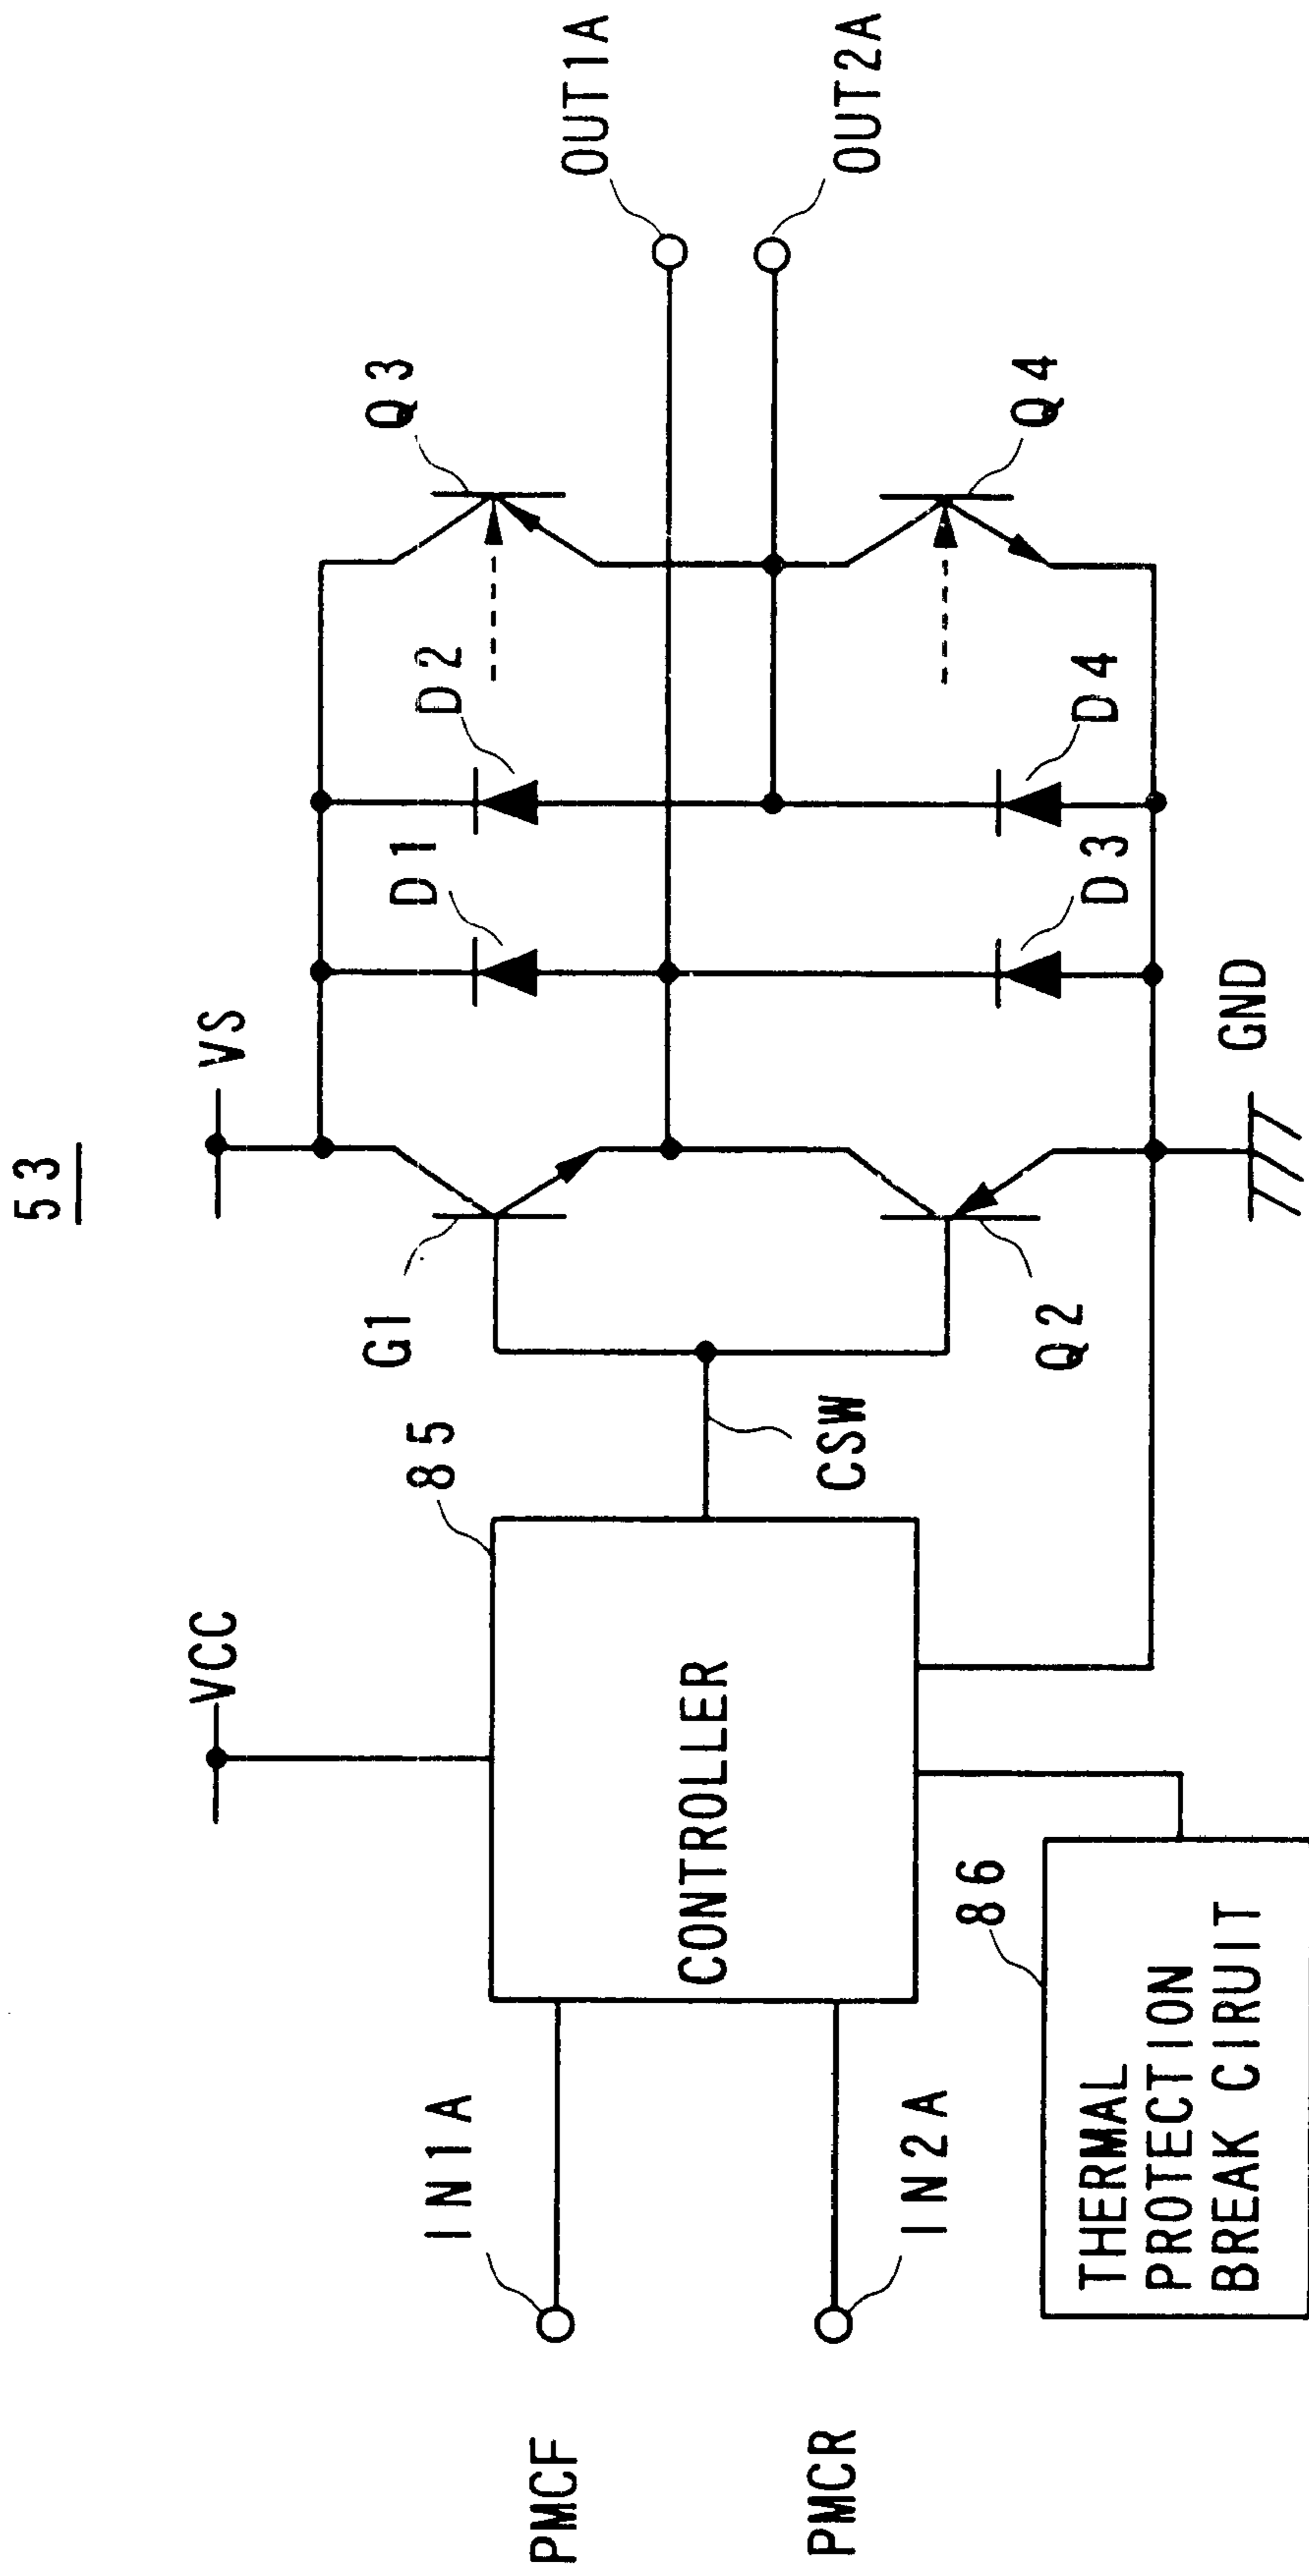 53
VCC
VS
IN1A
PMCF
IN2A
PMCR
CONTROLLER
85
CSW
G1
Q2
D1
D2
D3
D4
Q3
Q4
OUT1A
OUT2A
GND
86
THERMAL
PROTECTION
BREAK CIRUIT